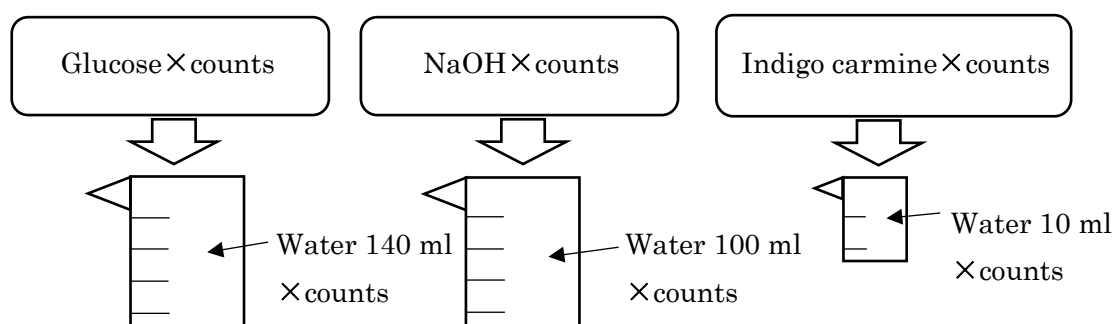 Glucose×counts
NaOH×counts
Indigo carmine×counts
Water 140 ml
×counts
Water 100 ml
×counts
Water 10 ml
×counts